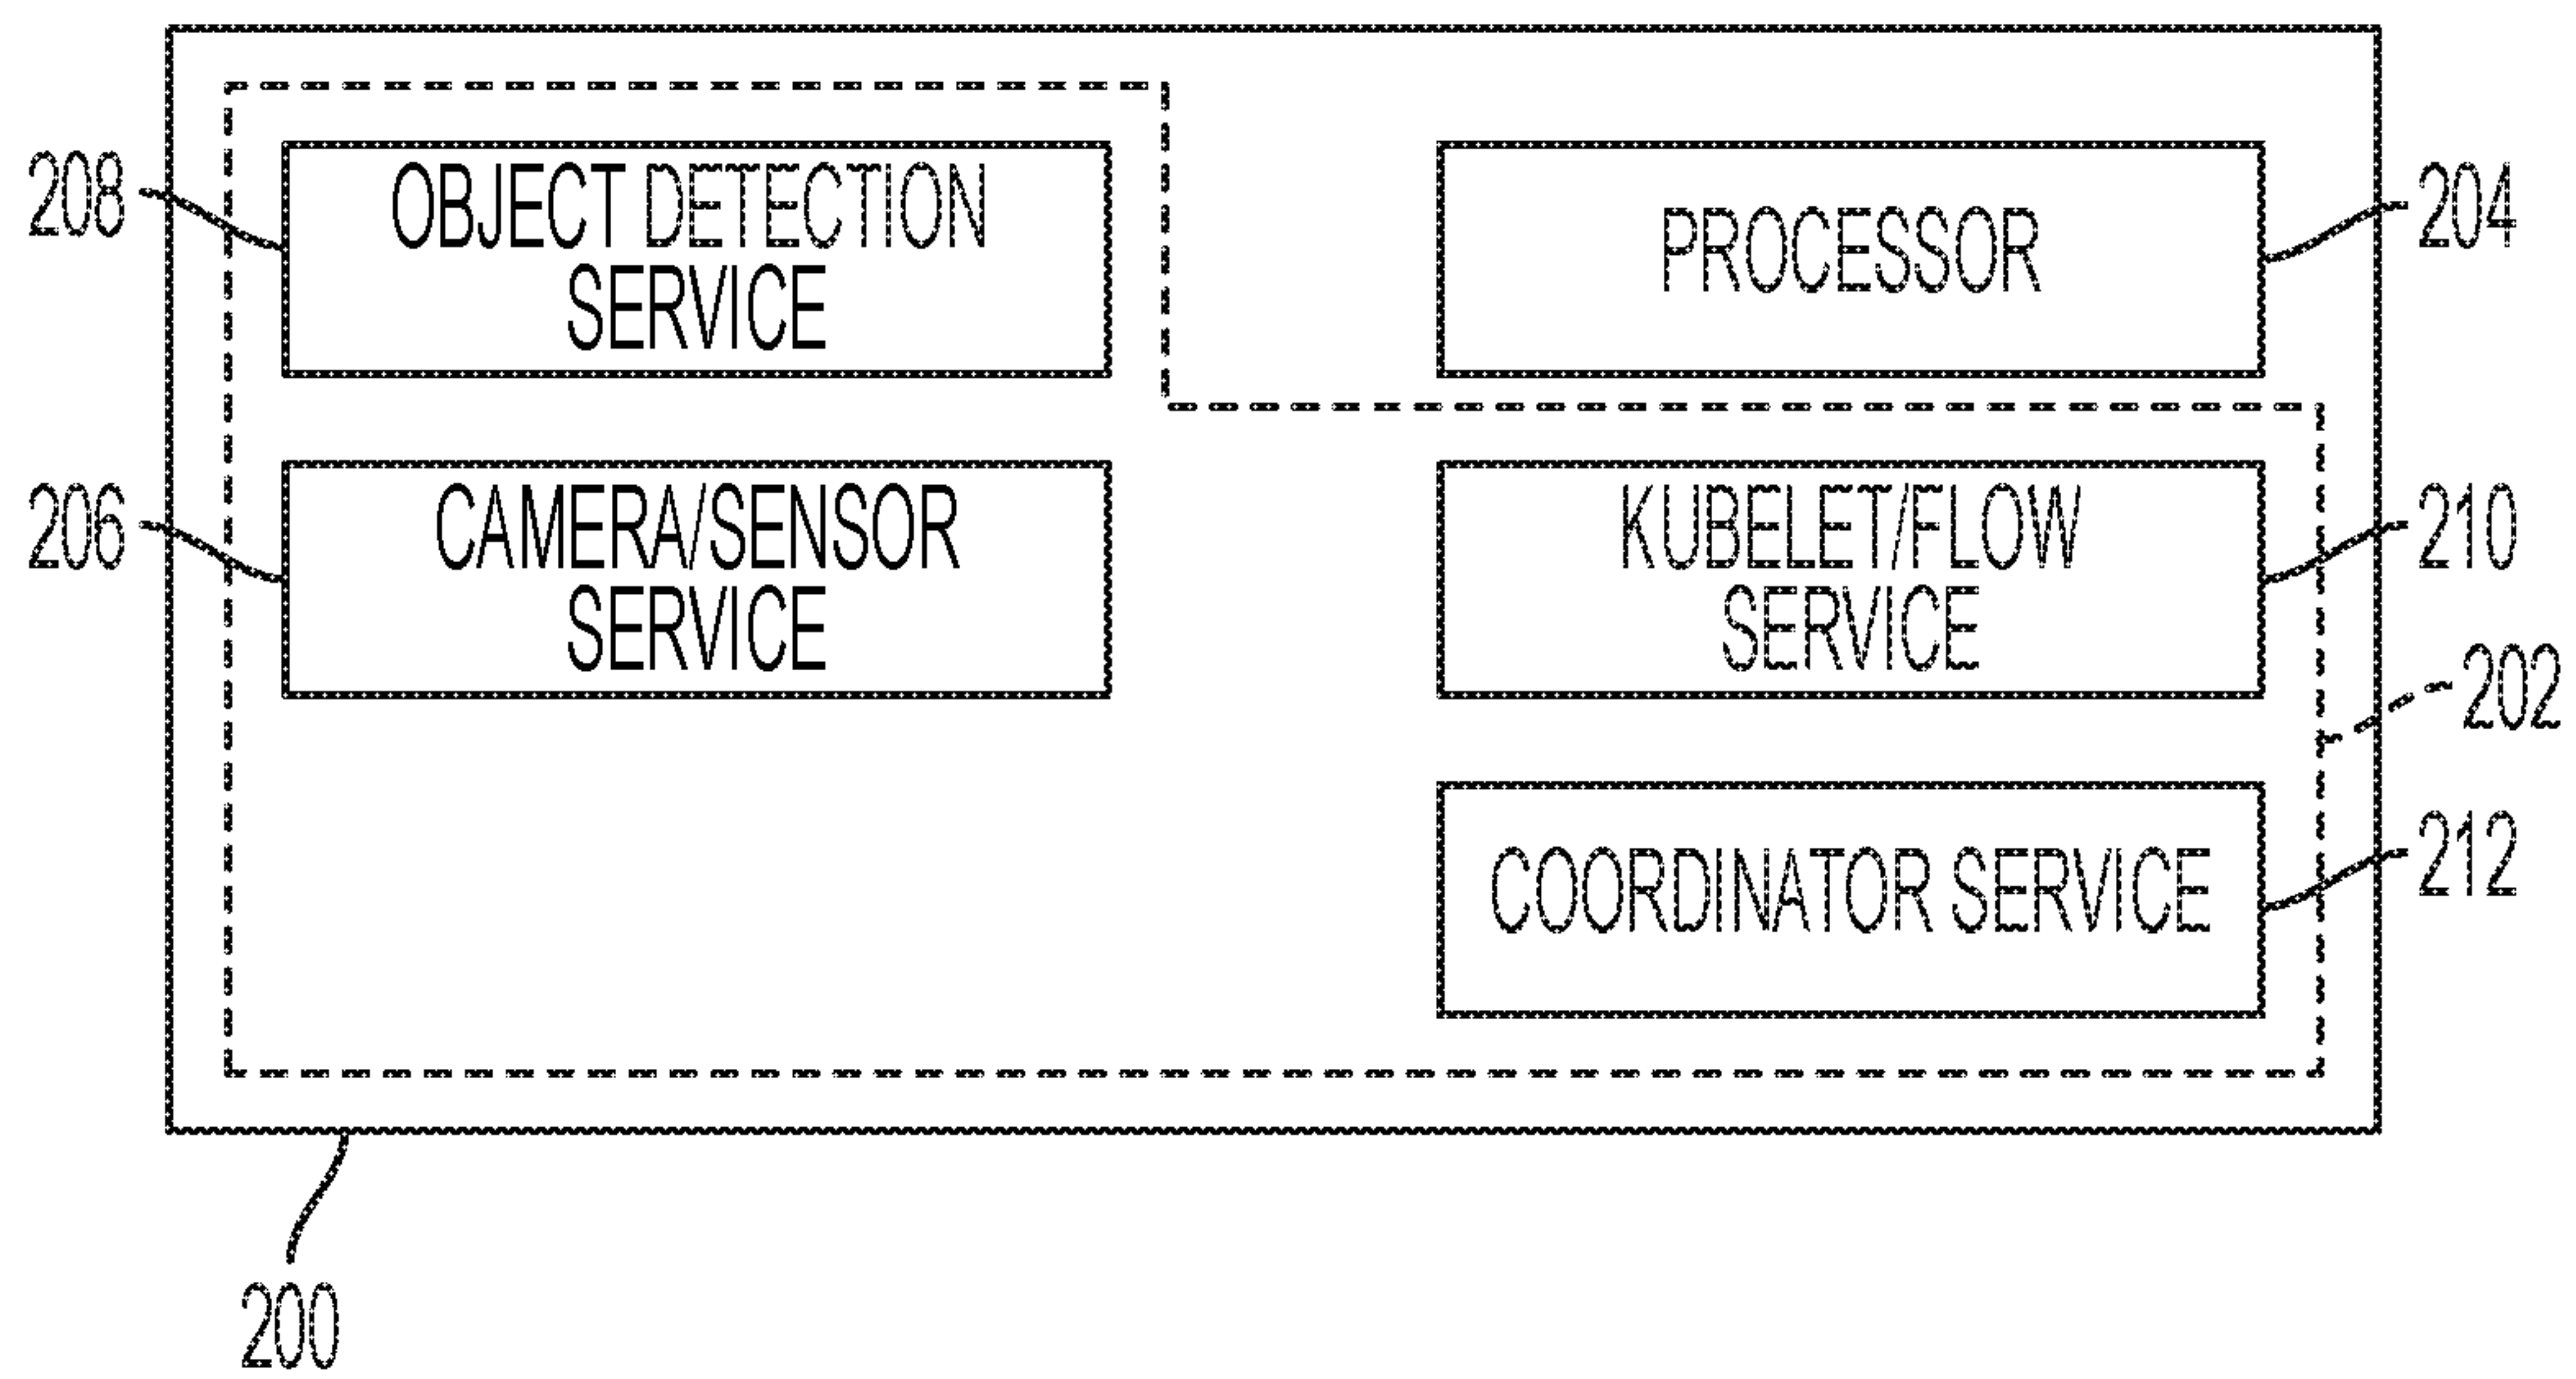 208
OBJECT DETECTION
SERVICE
PROCESSOR
204
206
CAMERA/SENSOR
SERVICE
KUBELET/FLOW
SERVICE
210
202
COORDINATOR SERVICE
212
200